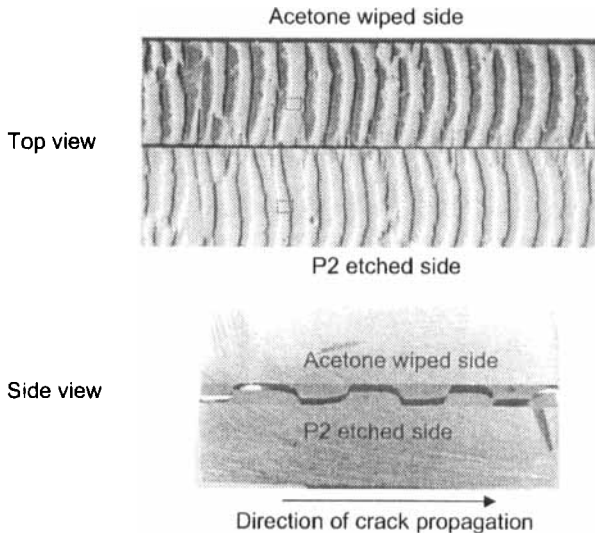 Acetone wiped side
Top view
P2 etched side
Acetone wiped side
Side view
P2 etched side
Direction of crack propagation